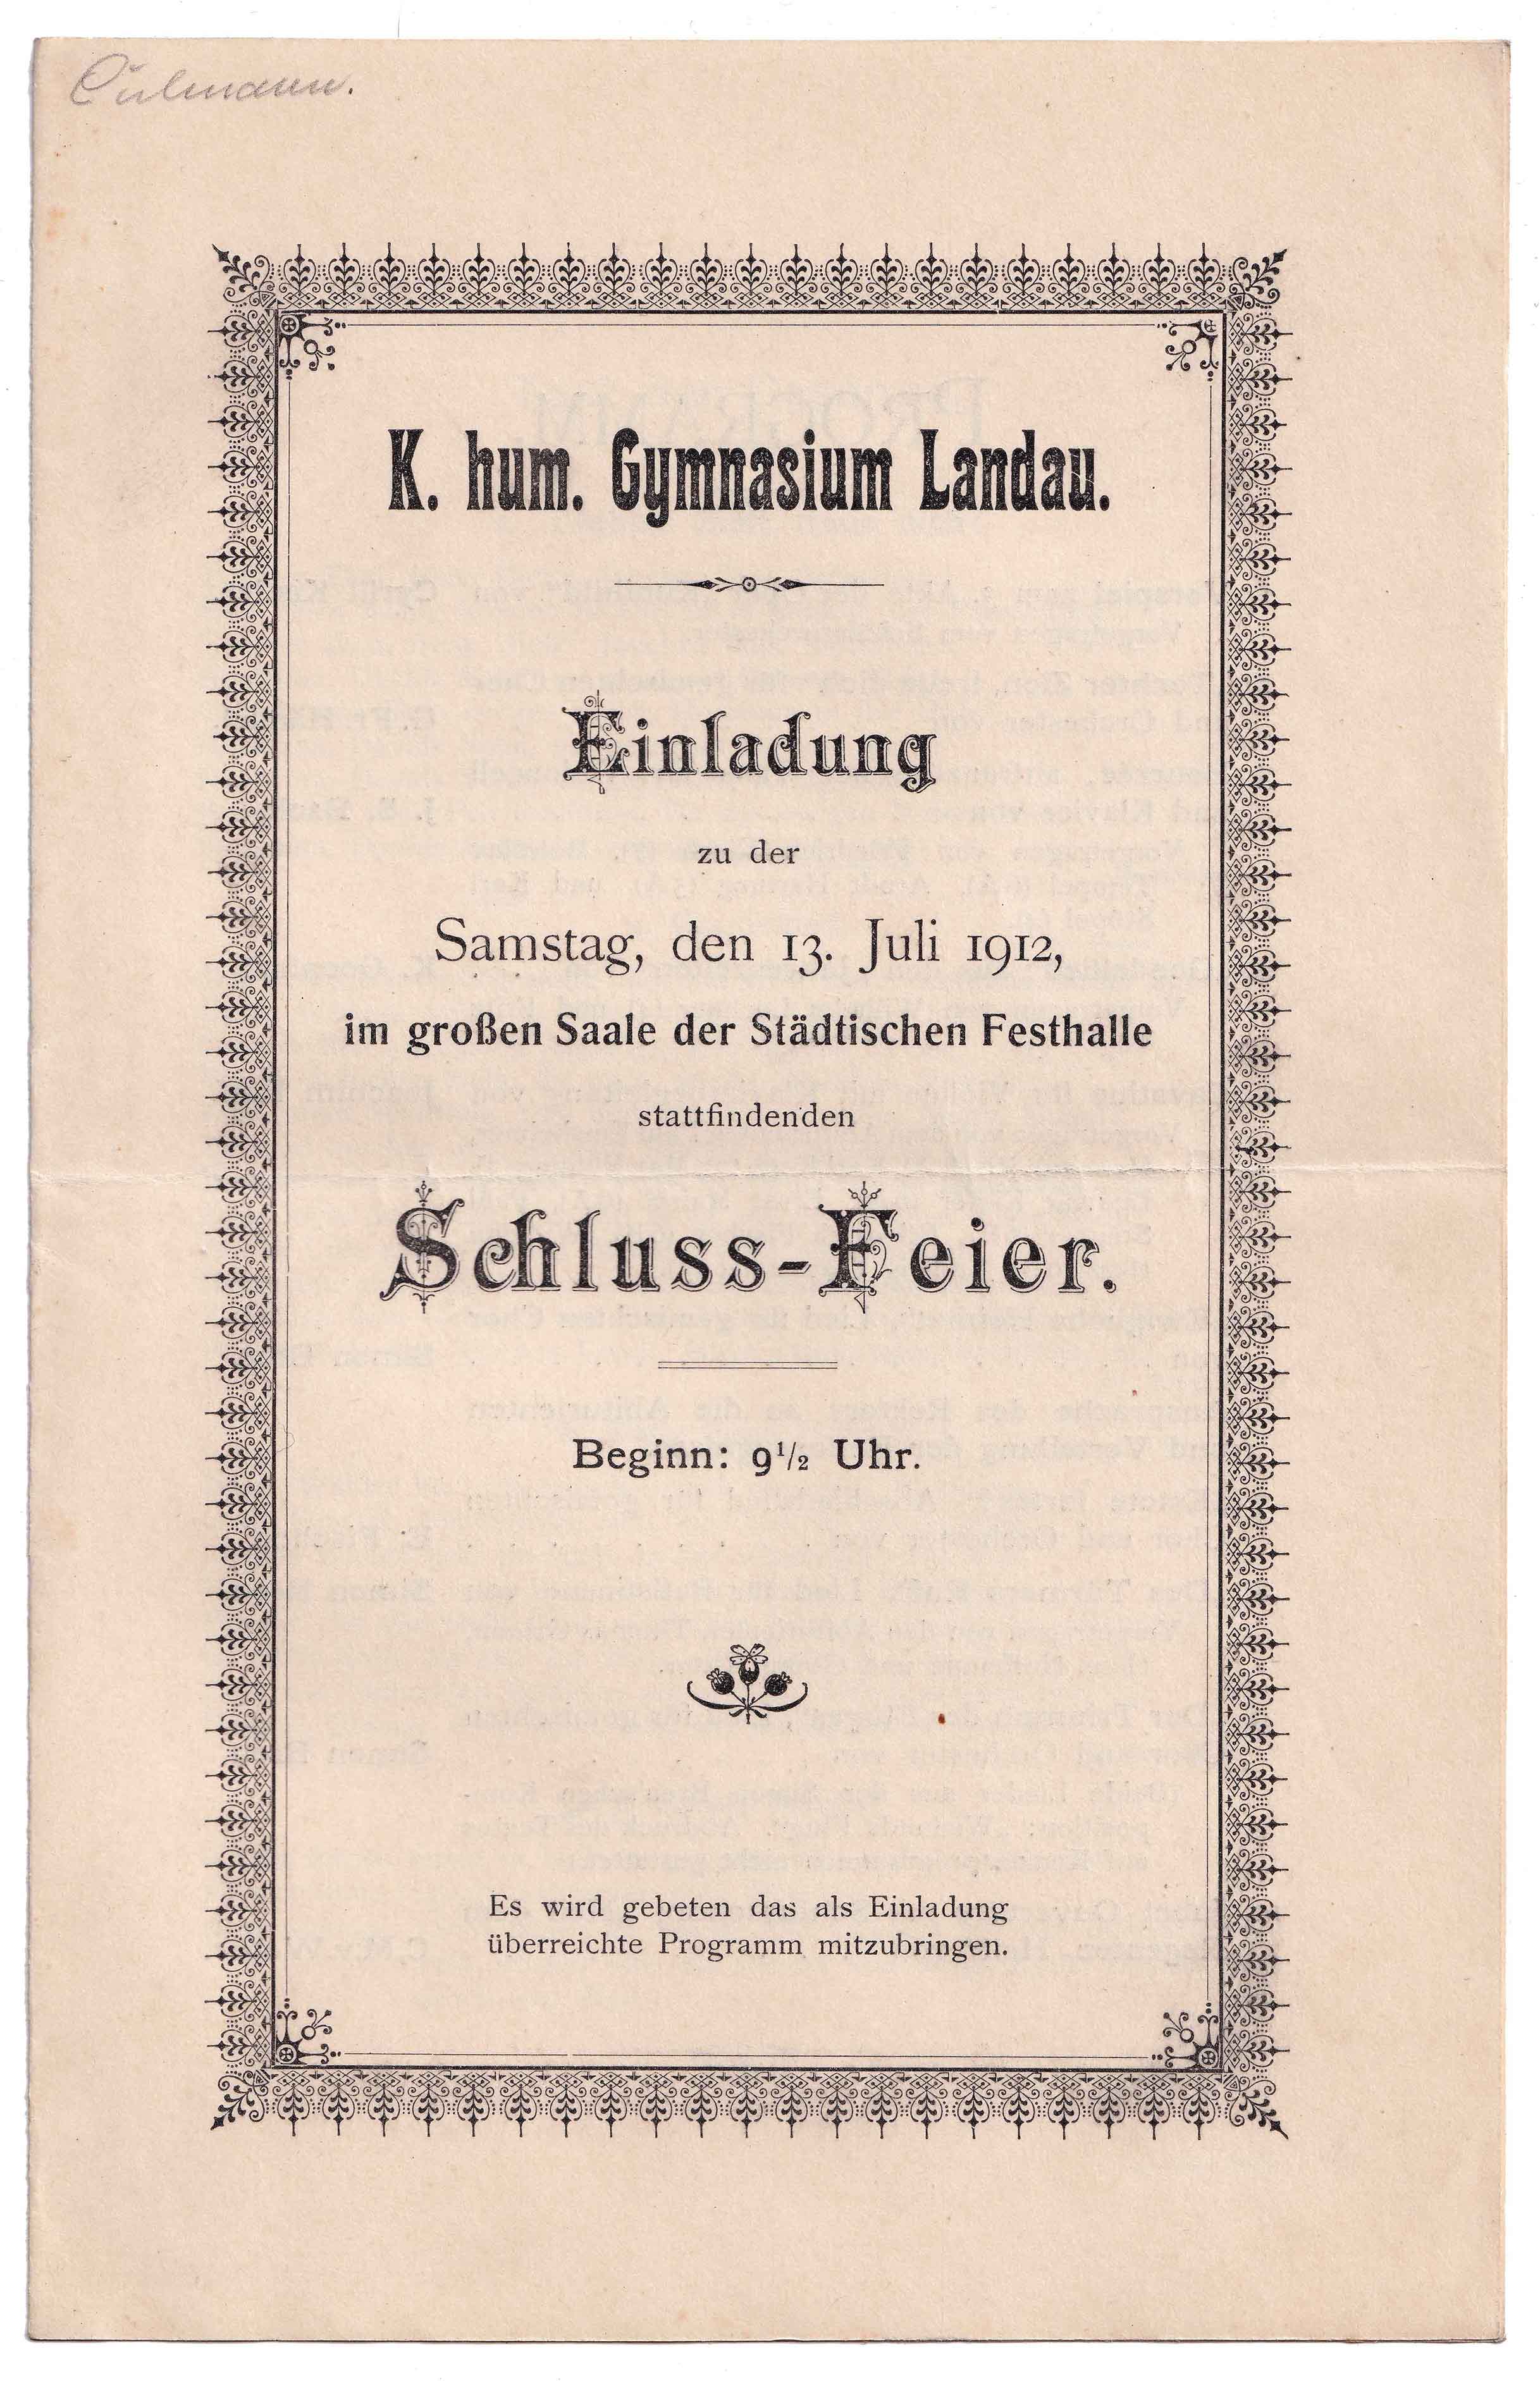 Culmann.
K. hum. Gymnasium Landau.
Einladung
zu der
Samstag, den 13. Juli 1912,
im großen Saale der Städtischen Festhalle
stattfindenden
Schluss-Feier.
Beginn: 9½ Uhr.
Es wird gebeten das als Einladung
überreichte Programm mitzubringen.